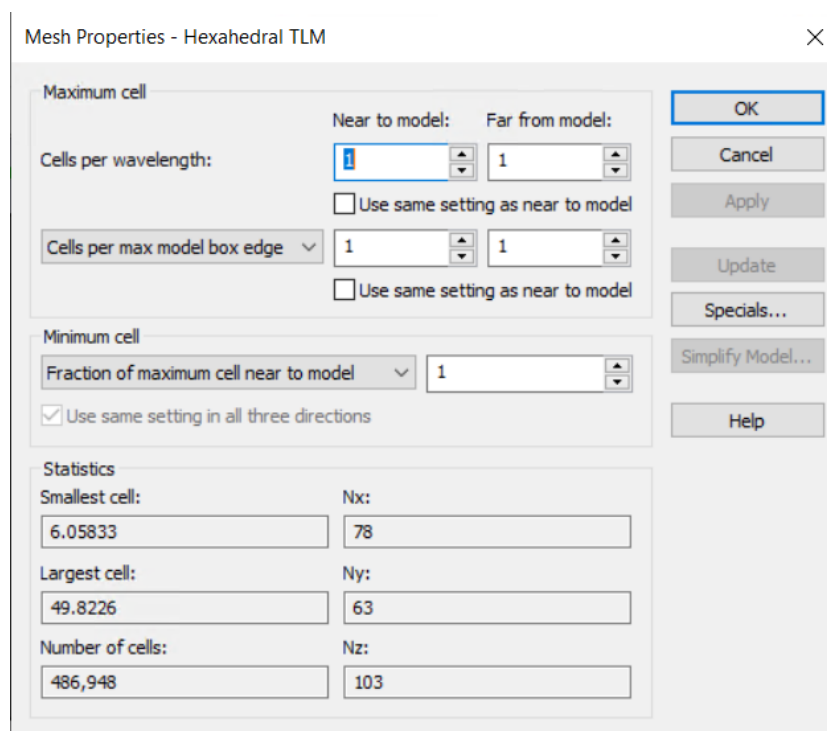 Mesh Properties - Hexahedral TLM
Maximum cell
Near to model: Far from model:
Cells per wavelength: 1 1
Use same setting as near to model
Cells per max model box edge 1 1
Use same setting as near to model
Minimum cell
Fraction of maximum cell near to model 1
Use same setting in all three directions
Statistics
Smallest cell: Nx:
6.05833 78
Largest cell: Ny:
49.8226 63
Number of cells: Nz:
486,948 103
OK
Cancel
Apply
Update
Specials...
Simplify Model...
Help